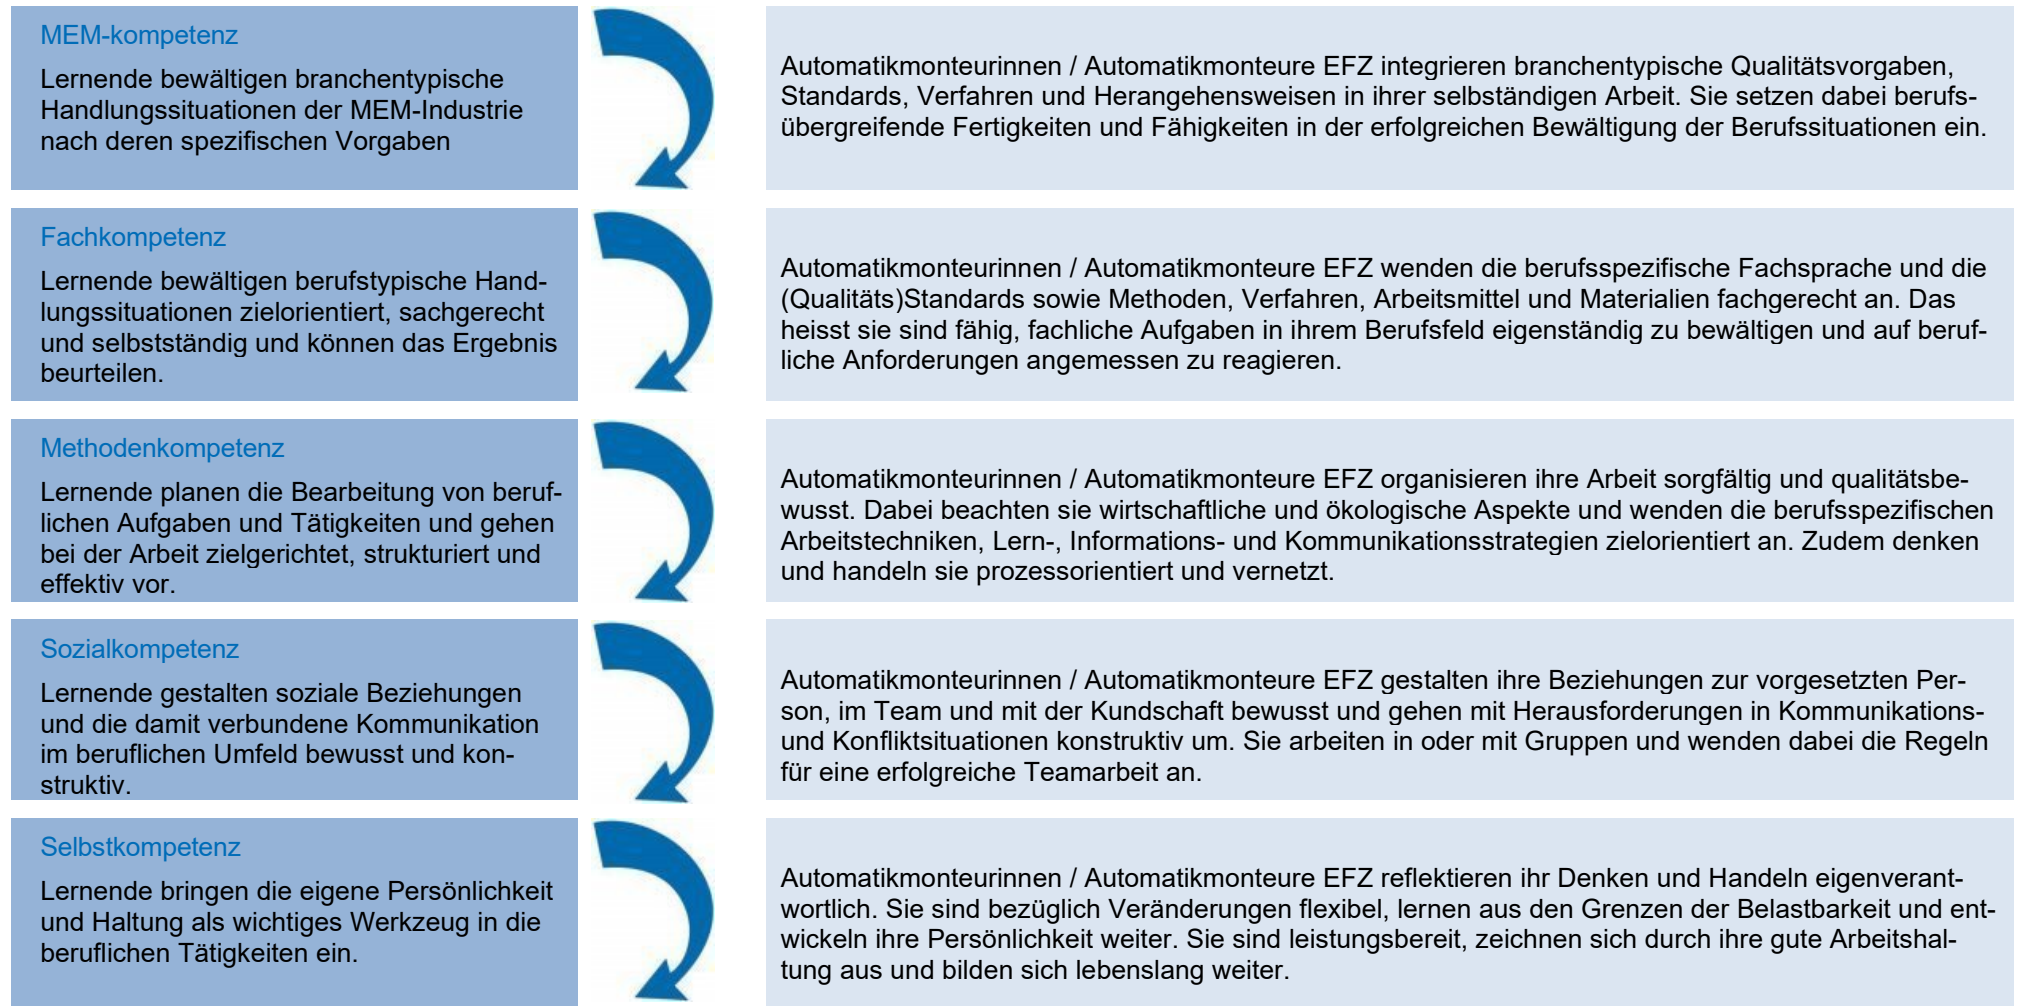 MEM-kompetenz
Lernende bewältigen branchentypische
Handlungssituationen der MEM-Industrie
nach deren spezifischen Vorgaben
Automatikmonteurinnen / Automatikmonteure EFZ integrieren branchentypische Qualitätsvorgaben,
Standards, Verfahren und Herangehensweisen in ihrer selbständigen Arbeit. Sie setzen dabei berufs-
übergreifende Fertigkeiten und Fähigkeiten in der erfolgreichen Bewältigung der Berufssituationen ein.
Fachkompetenz
Lernende bewältigen berufstypische Hand-
lungssituationen zielorientiert, sachgerecht
und selbstständig und können das Ergebnis
beurteilen.
Automatikmonteurinnen / Automatikmonteure EFZ wenden die berufsspezifische Fachsprache und die
(Qualitäts)Standards sowie Methoden, Verfahren, Arbeitsmittel und Materialien fachgerecht an. Das
heisst sie sind fähig, fachliche Aufgaben in ihrem Berufsfeld eigenständig zu bewältigen und auf beruf-
liche Anforderungen angemessen zu reagieren.
Methodenkompetenz
Lernende planen die Bearbeitung von beruf-
lichen Aufgaben und Tätigkeiten und gehen
bei der Arbeit zielgerichtet, strukturiert und
effektiv vor.
Automatikmonteurinnen / Automatikmonteure EFZ organisieren ihre Arbeit sorgfältig und qualitätsbe-
wusst. Dabei beachten sie wirtschaftliche und ökologische Aspekte und wenden die berufsspezifischen
Arbeitstechniken, Lern-, Informations- und Kommunikationsstrategien zielorientiert an. Zudem denken
und handeln sie prozessorientiert und vernetzt.
Sozialkompetenz
Lernende gestalten soziale Beziehungen
und die damit verbundene Kommunikation
im beruflichen Umfeld bewusst und kon-
struktiv.
Automatikmonteurinnen / Automatikmonteure EFZ gestalten ihre Beziehungen zur vorgesetzten Per-
son, im Team und mit der Kundschaft bewusst und gehen mit Herausforderungen in Kommunikations-
und Konfliktsituationen konstruktiv um. Sie arbeiten in oder mit Gruppen und wenden dabei die Regeln
für eine erfolgreiche Teamarbeit an.
Selbstkompetenz
Lernende bringen die eigene Persönlichkeit
und Haltung als wichtiges Werkzeug in die
beruflichen Tätigkeiten ein.
Automatikmonteurinnen / Automatikmonteure EFZ reflektieren ihr Denken und Handeln eigenverant-
wortlich. Sie sind bezüglich Veränderungen flexibel, lernen aus den Grenzen der Belastbarkeit und ent-
wickeln ihre Persönlichkeit weiter. Sie sind leistungsbereit, zeichnen sich durch ihre gute Arbeitshal-
tung aus und bilden sich lebenslang weiter.